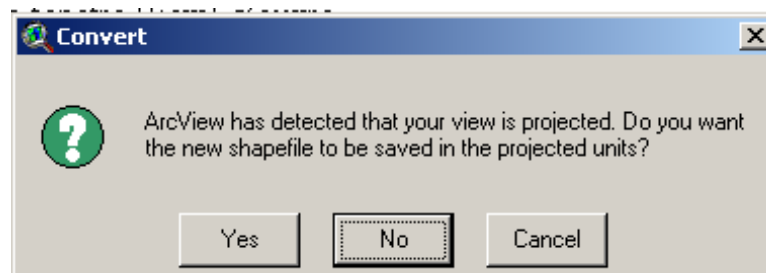 Convert
ArcView has detected that your view is projected. Do you want
the new shapefile to be saved in the projected units?
Yes
No
Cancel